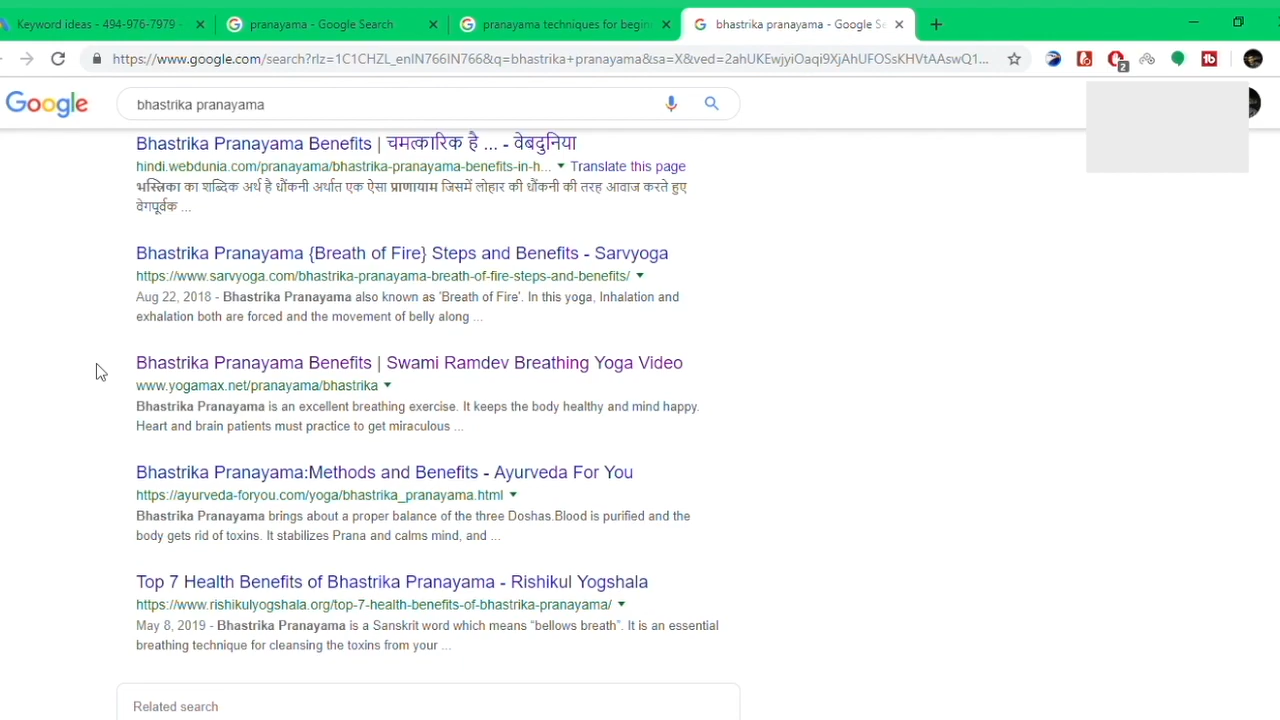 Keyword ideas - 494-976-7979 -
pranayama - Google Search
pranayama techniques for begin
bhastrika pranayama - Google Se
https://www.google.com/search?rlz=1C1CHZL_enIN766IN766&q=bhastrika+pranayama&sa=X&ved=2ahUKEwjyiOaqi9XjAhUFOSsKHVtAAswQ1...
2
Google
bhastrika pranayama
Bhastrika Pranayama Benefits | चमत्कारिक है ... - वेबदुनिया
hindi.webdunia.com/pranayama/bhastrika-pranayama-benefits-in-h... ▼ Translate this page
भस्त्रिका का शब्दिक अर्थ है धौंकनी अर्थात एक ऐसा प्राणायाम जिसमें लोहार की धौंकनी की तरह आवाज करते हुए
वेगपूर्वक ...
Bhastrika Pranayama {Breath of Fire} Steps and Benefits - Sarvyoga
https://www.sarvyoga.com/bhastrika-pranayama-breath-of-fire-steps-and-benefits/ ▼
Aug 22, 2018 - Bhastrika Pranayama also known as 'Breath of Fire'. In this yoga, Inhalation and
exhalation both are forced and the movement of belly along ...
Bhastrika Pranayama Benefits | Swami Ramdev Breathing Yoga Video
www.yogamax.net/pranayama/bhastrika ▼
Bhastrika Pranayama is an excellent breathing exercise. It keeps the body healthy and mind happy.
Heart and brain patients must practice to get miraculous ...
Bhastrika Pranayama:Methods and Benefits - Ayurveda For You
https://ayurveda-foryou.com/yoga/bhastrika_pranayama.html ▼
Bhastrika Pranayama brings about a proper balance of the three Doshas.Blood is purified and the
body gets rid of toxins. It stabilizes Prana and calms mind, and ...
Top 7 Health Benefits of Bhastrika Pranayama - Rishikul Yogshala
https://www.rishikulyogshala.org/top-7-health-benefits-of-bhastrika-pranayama/ ▼
May 8, 2019 - Bhastrika Pranayama is a Sanskrit word which means “bellows breath”. It is an essential
breathing technique for cleansing the toxins from your ...
Related search